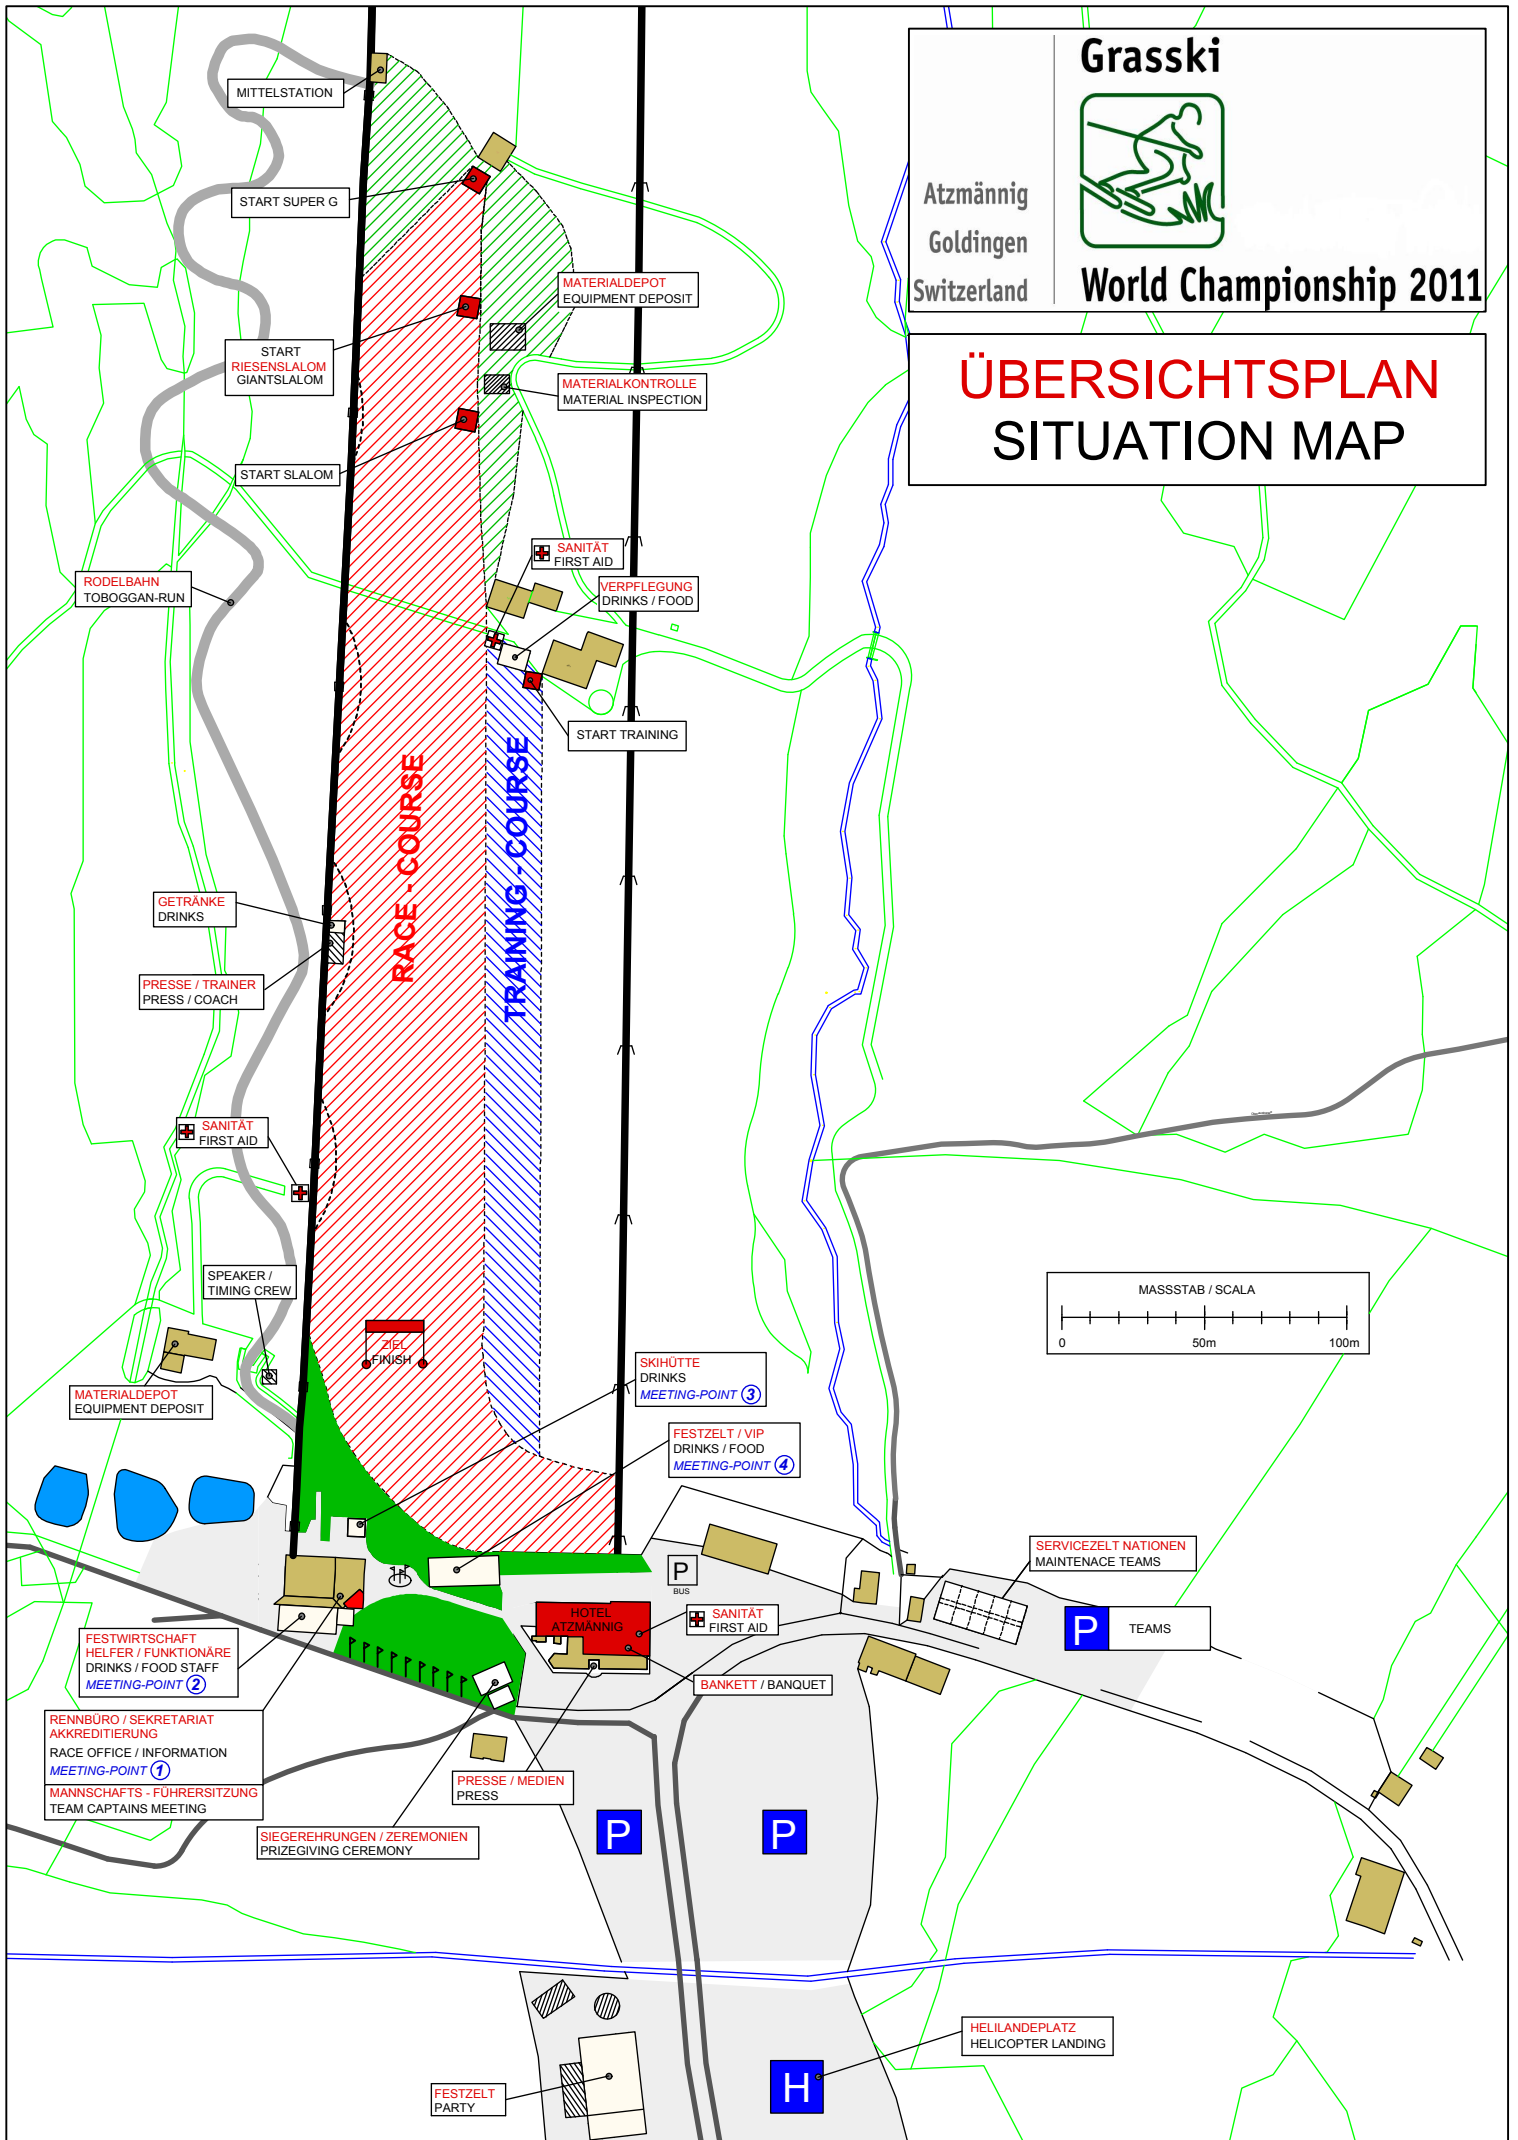 Grasski
Atzmännig
Goldingen
Switzerland
World Championship 2011
ÜBERSICHTSPLAN
SITUATION MAP
MITTELSTATION
START SUPER G
MATERIALDEPOT
EQUIPMENT DEPOSIT
START
RIESENSLALOM
GIANTSLALOM
MATERIALKONTROLLE
MATERIAL INSPECTION
START SLALOM
SANITÄT
FIRST AID
RODELBAHN
TOBOGGAN-RUN
VERPFLEGUNG
DRINKS / FOOD
START TRAINING
RACE - COURSE
TRAINING - COURSE
GETRÄNKE
DRINKS
PRESSE / TRAINER
PRESS / COACH
SANITÄT
FIRST AID
SPEAKER /
TIMING CREW
MASSSTAB / SCALA
0 50m 100m
ZIEL
FINISH
SKIHÜTTE
DRINKS
MEETING-POINT 3
MATERIALDEPOT
EQUIPMENT DEPOSIT
FESTZELT / VIP
DRINKS / FOOD
MEETING-POINT 4
SERVICEZELT NATIONEN
MAINTENACE TEAMS
P
BUS
HOTEL
ATZMÄNNIG
SANITÄT
FIRST AID
P TEAMS
FESTWIRTSCHAFT
HELFER / FUNKTIONÄRE
DRINKS / FOOD STAFF
MEETING-POINT 2
BANKETT / BANQUET
RENNBÜRO / SEKRETARIAT
AKKREDITIERUNG
RACE OFFICE / INFORMATION
MEETING-POINT 1
MANNSCHAFTS - FÜHRERSITZUNG
TEAM CAPTAINS MEETING
PRESSE / MEDIEN
PRESS
SIEGEREHRUNGEN / ZEREMONIEN
PRIZEGIVING CEREMONY
P
P
HELILANDEPLATZ
HELICOPTER LANDING
H
FESTZELT
PARTY